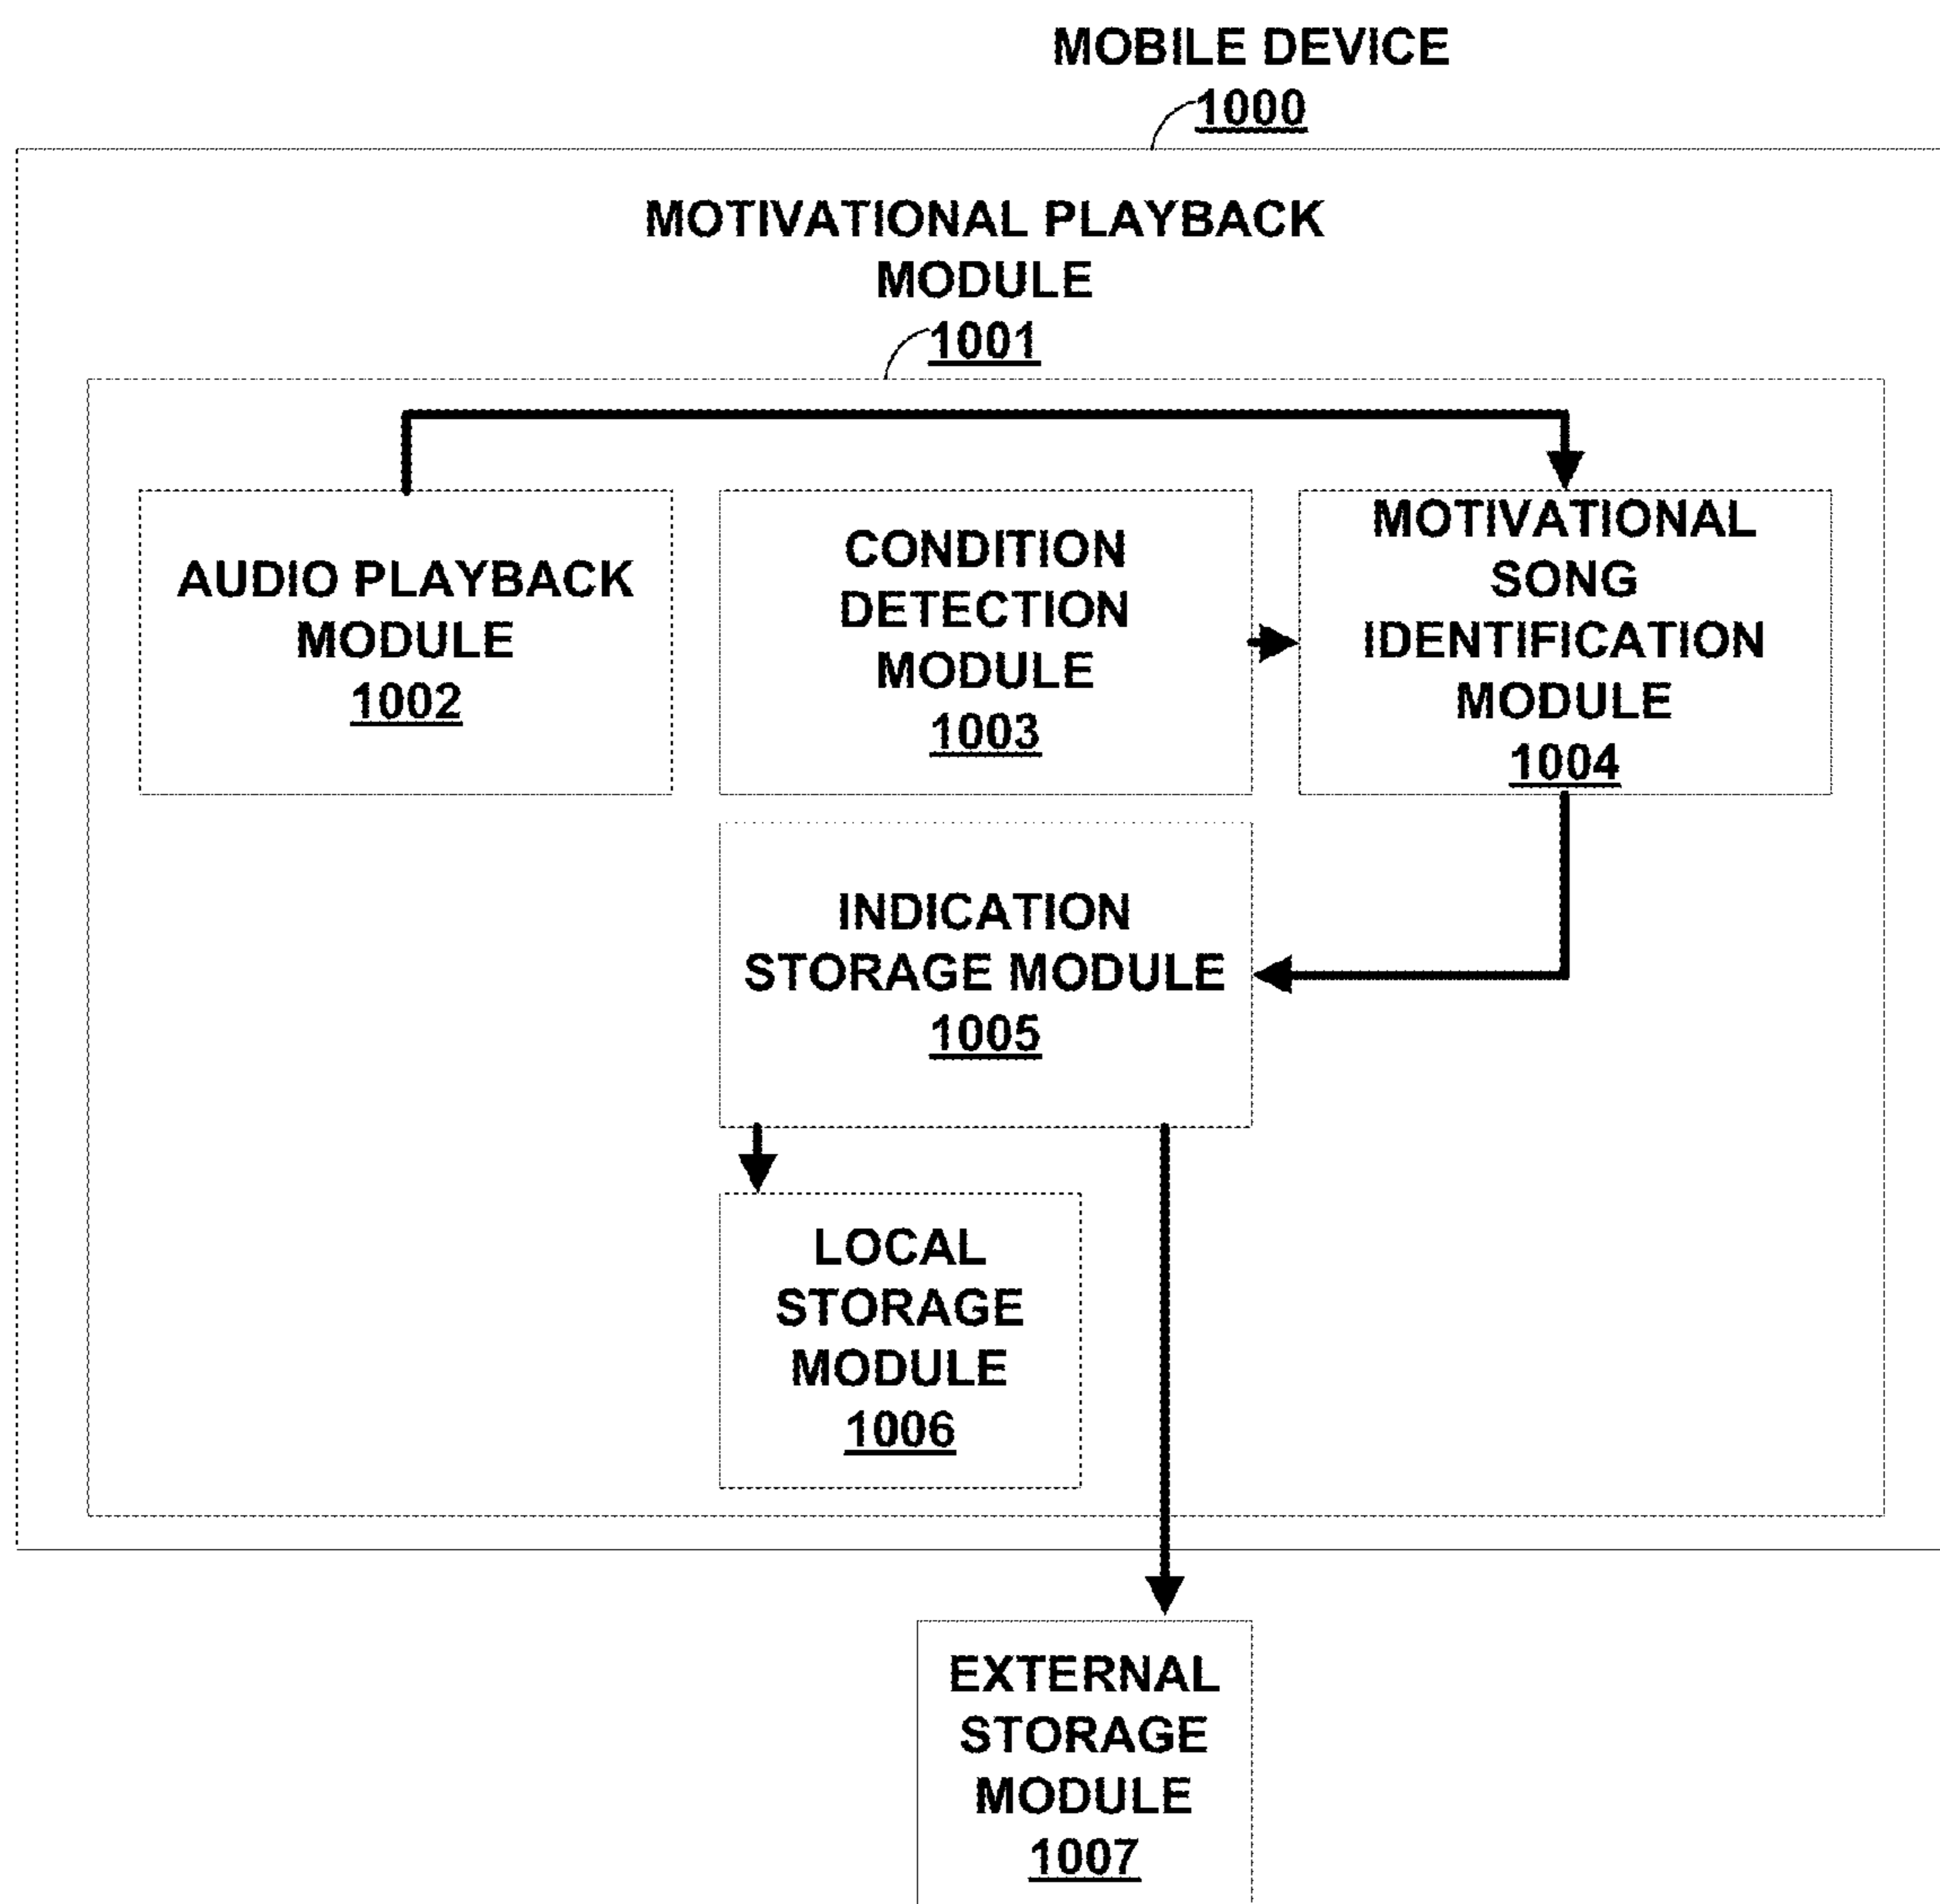 MOBILE DEVICE
1000
MOTIVATIONAL PLAYBACK
MODULE
1001
AUDIO PLAYBACK
MODULE
1002
CONDITION
DETECTION
MODULE
1003
MOTIVATIONAL
SONG
IDENTIFICATION
MODULE
1004
INDICATION
STORAGE MODULE
1005
LOCAL
STORAGE
MODULE
1006
EXTERNAL
STORAGE
MODULE
1007